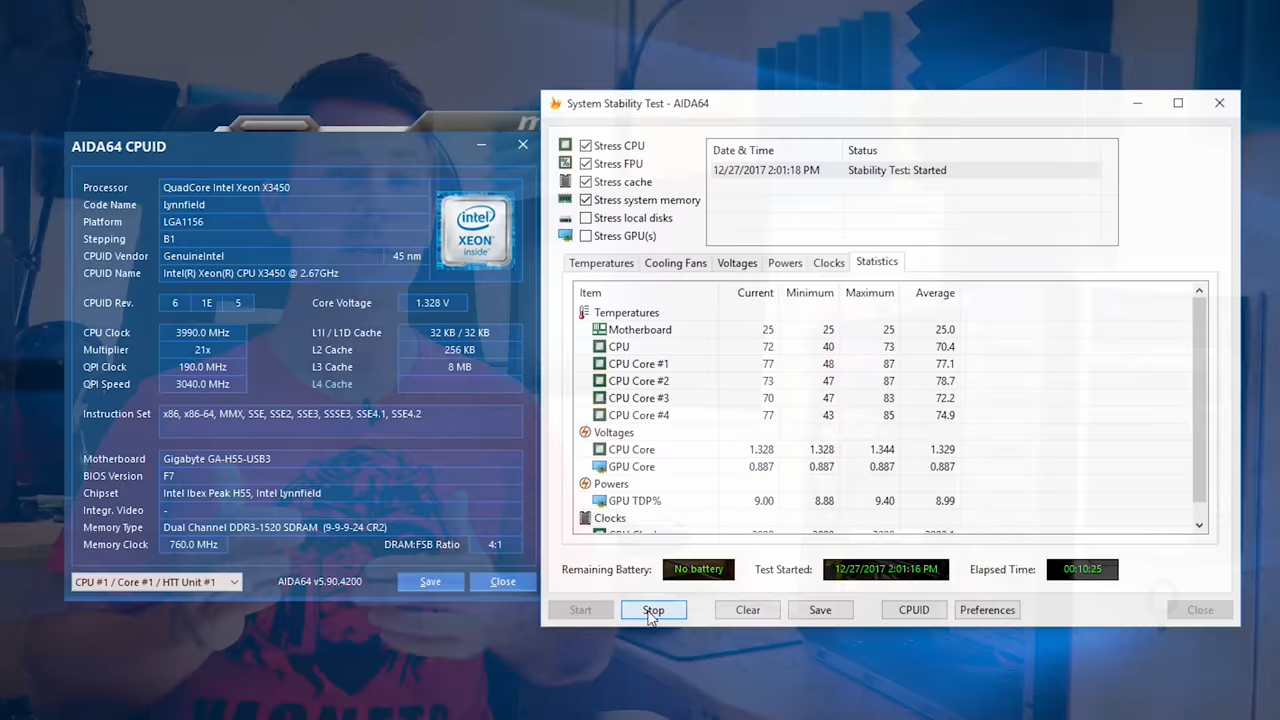 AIDA64 CPUID
Processor QuadCore Intel Xeon X3450
Code Name Lynnfield
Platform LGA1156
Stepping B1
CPUID Vendor GenuineIntel 45 nm
CPUID Name Intel(R) Xeon(R) CPU X3450 @ 2.67GHz
intel
XEON
inside
CPUID Rev. 6 1E 5 Core Voltage 1.328 V
CPU Clock 3990.0 MHz L1I / L1D Cache 32 KB / 32 KB
Multiplier 21x L2 Cache 256 KB
QPI Clock 190.0 MHz L3 Cache 8 MB
QPI Speed 3040.0 MHz L4 Cache
Instruction Set x86, x86-64, MMX, SSE, SSE2, SSE3, SSSE3, SSE4.1, SSE4.2
Motherboard Gigabyte GA-H55-USB3
BIOS Version F7
Chipset Intel Ibex Peak H55, Intel Lynnfield
Integr. Video -
Memory Type Dual Channel DDR3-1520 SDRAM (9-9-9-24 CR2)
Memory Clock 760.0 MHz DRAM:FSB Ratio 4:1
CPU #1 / Core #1 / HTT Unit #1 AIDA64 v5.90.4200 Save Close
System Stability Test - AIDA64
Stress CPU
Stress FPU
Stress cache
Stress system memory
Stress local disks
Stress GPU(s)
Date & Time Status
12/27/2017 2:01:18 PM Stability Test: Started
Temperatures Cooling Fans Voltages Powers Clocks Statistics
Item Current Minimum Maximum Average
Temperatures
Motherboard 25 25 25 25.0
CPU 72 40 73 70.4
CPU Core #1 77 48 87 77.1
CPU Core #2 73 47 87 78.7
CPU Core #3 70 47 83 72.2
CPU Core #4 77 43 85 74.9
Voltages
CPU Core 1.328 1.328 1.344 1.329
GPU Core 0.887 0.887 0.887 0.887
Powers
GPU TDP% 9.00 8.88 9.40 8.99
Clocks
Remaining Battery: No battery Test Started: 12/27/2017 2:01:16 PM Elapsed Time: 00:10:25
Start Stop Clear Save CPUID Preferences Close